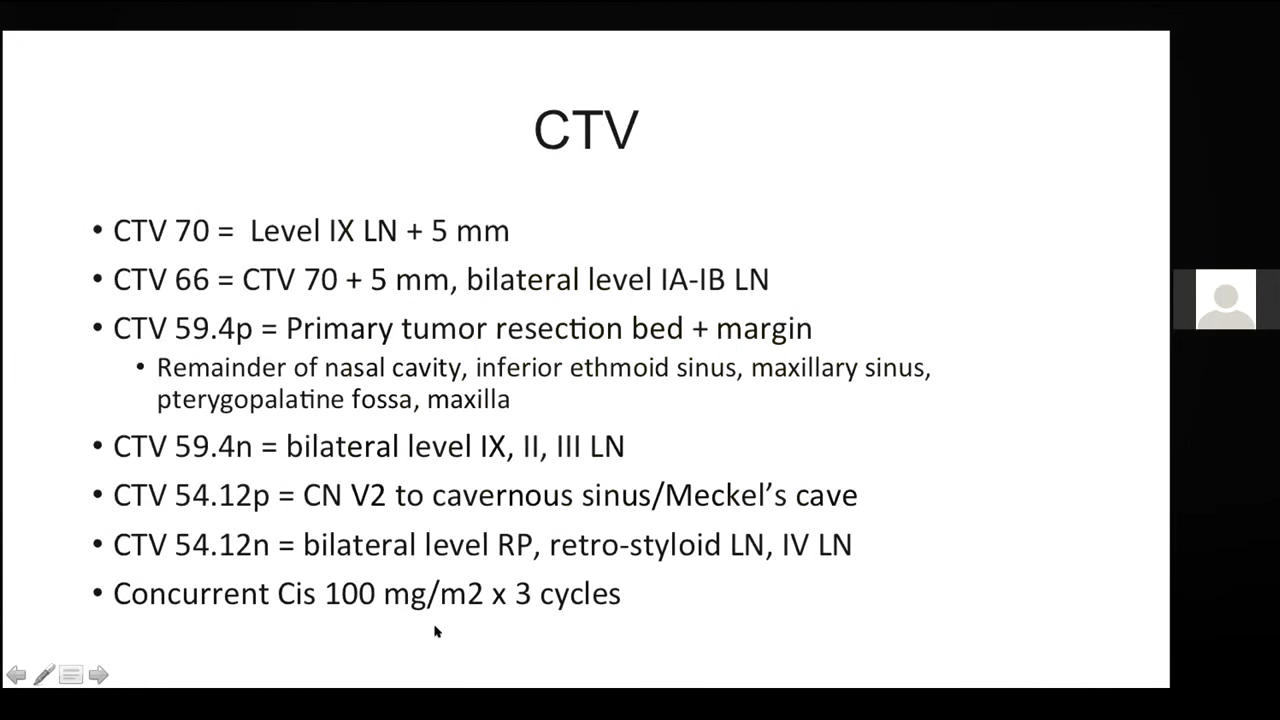 CTV
• CTV 70 = Level IX LN + 5 mm
• CTV 66 = CTV 70 + 5 mm, bilateral level IA-IB LN
• CTV 59.4p = Primary tumor resection bed + margin
• Remainder of nasal cavity, inferior ethmoid sinus, maxillary sinus,
pterygopalatine fossa, maxilla
• CTV 59.4n = bilateral level IX, II, III LN
• CTV 54.12p = CN V2 to cavernous sinus/Meckel’s cave
• CTV 54.12n = bilateral level RP, retro-styloid LN, IV LN
• Concurrent Cis 100 mg/m2 x 3 cycles